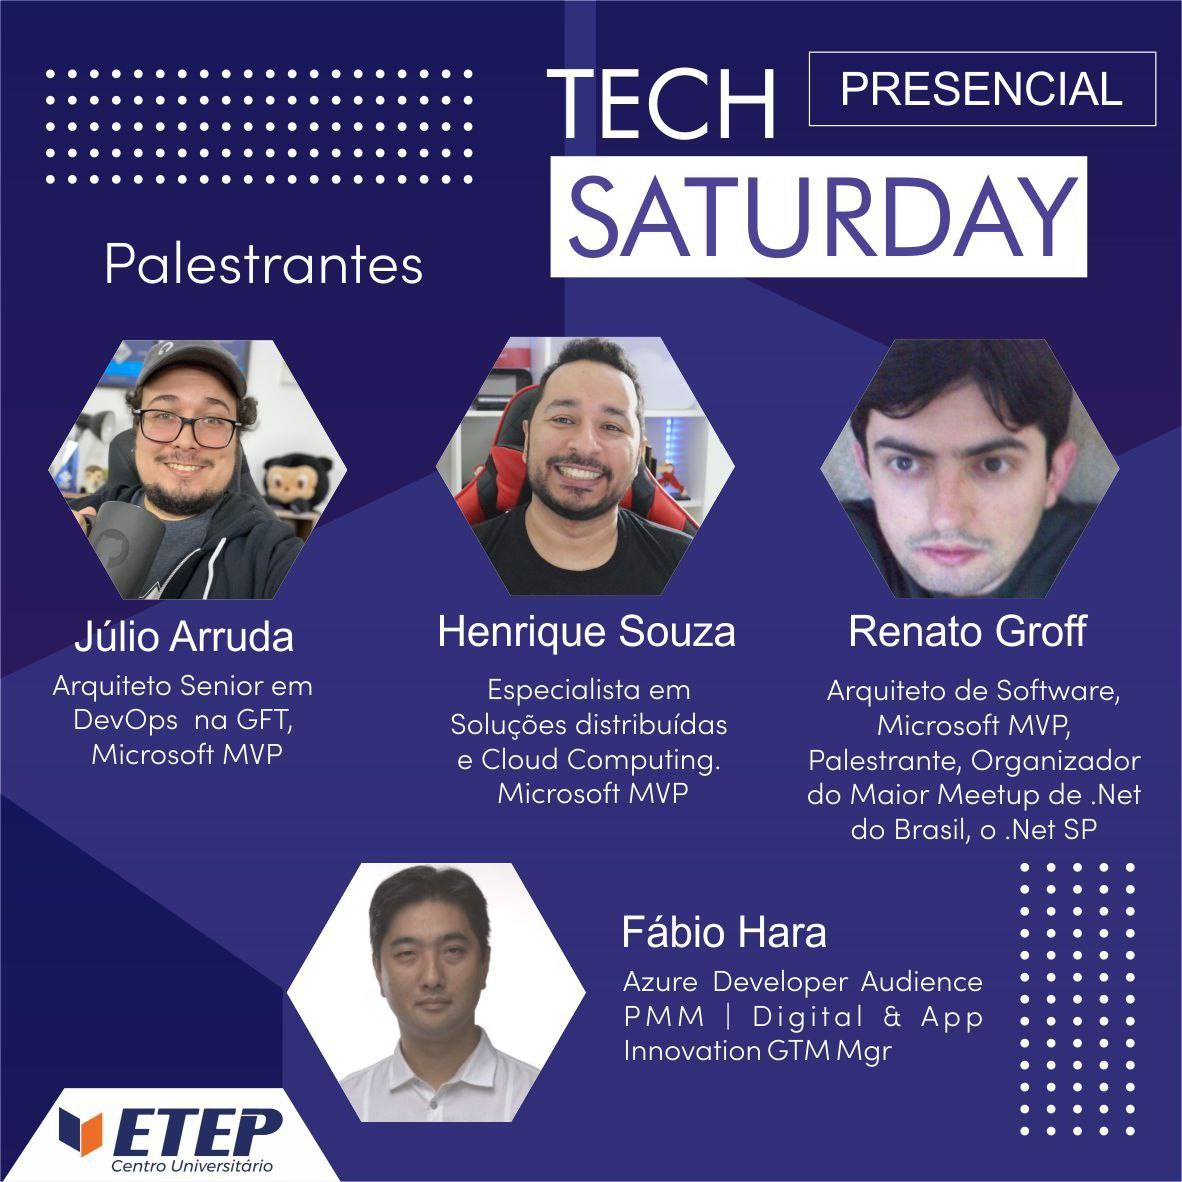 TECH
PRESENCIAL
SATURDAY
Palestrantes
Júlio Arruda
Arquiteto Senior em
DevOps na GFT,
Microsoft MVP
Henrique Souza
Especialista em
Soluções distribuídas
e Cloud Computing.
Microsoft MVP
Renato Groff
Arquiteto de Software,
Microsoft MVP,
Palestrante, Organizador
do Maior Meetup de .Net
do Brasil, o .Net SP
Fábio Hara
Azure Developer Audience
PMM | Digital & App
Innovation GTM Mgr
ETEP
Centro Universitário